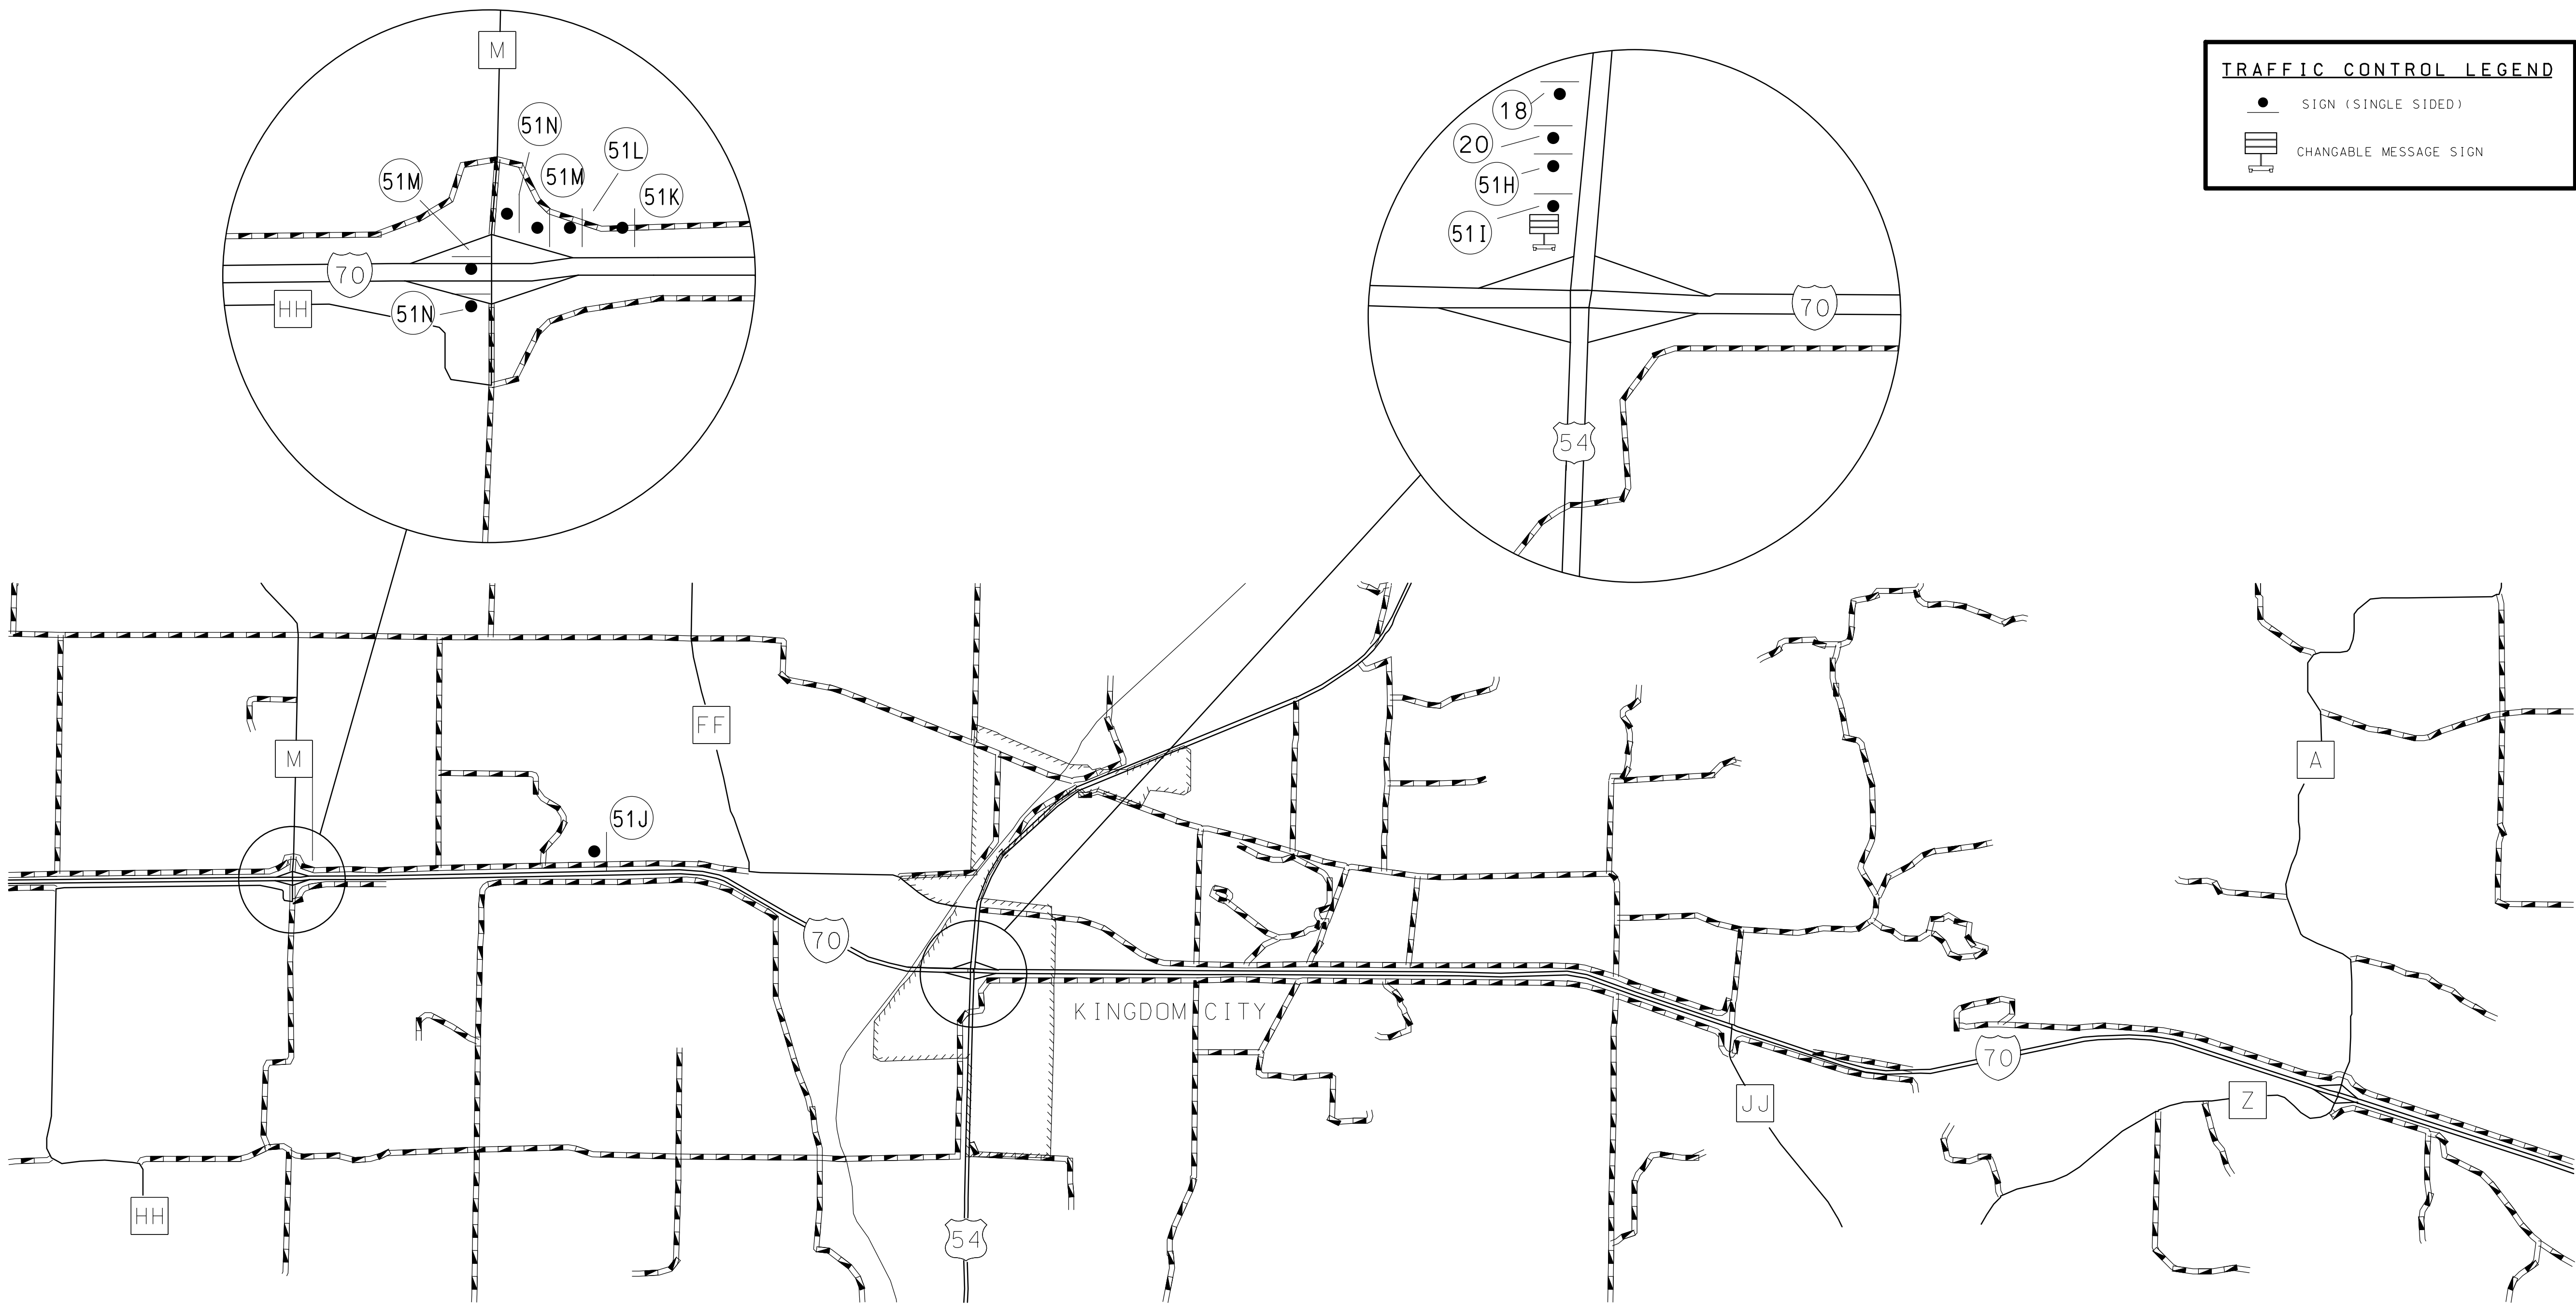 M
51N
51L
51M
51M
51K
70
HH
51N
18
20
51H
51I
70
54
TRAFFIC CONTROL LEGEND
SIGN (SINGLE SIDED)
CHANGABLE MESSAGE SIGN
M
FF
A
51J
70
KINGDOM CITY
70
JJ
Z
HH
54